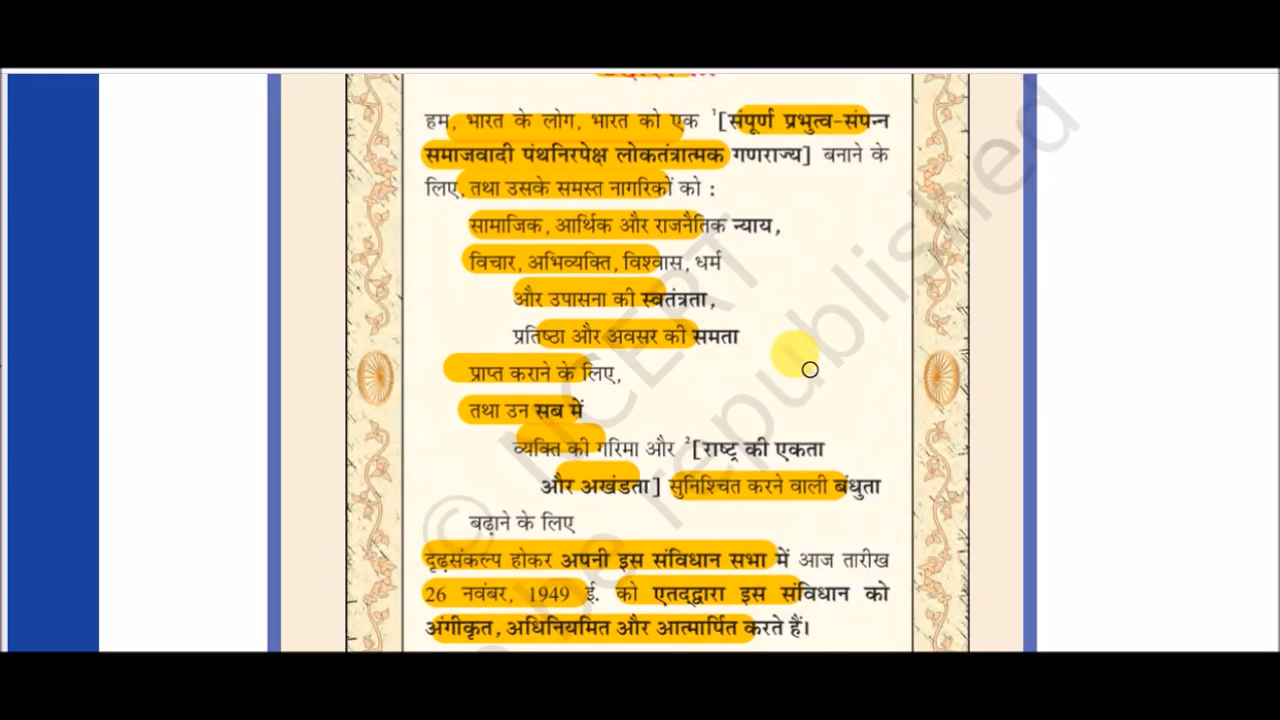 हम, भारत के लोग, भारत को एक ¹[संपूर्ण प्रभुत्व-संपन्न
समाजवादी पंथनिरपेक्ष लोकतंत्रात्मक गणराज्य] बनाने के
लिए, तथा उसके समस्त नागरिकों को :
सामाजिक, आर्थिक और राजनैतिक न्याय,
विचार, अभिव्यक्ति, विश्वास, धर्म
और उपासना की स्वतंत्रता,
प्रतिष्ठा और अवसर की समता
प्राप्त कराने के लिए,
तथा उन सब में
व्यक्ति की गरिमा और ²[राष्ट्र की एकता
और अखंडता] सुनिश्चित करने वाली बंधुता
बढ़ाने के लिए
दृढ़संकल्प होकर अपनी इस संविधान सभा में आज तारीख
26 नवंबर, 1949 ई. को एतद्द्वारा इस संविधान को
अंगीकृत, अधिनियमित और आत्मार्पित करते हैं।
© NCERT
be republished